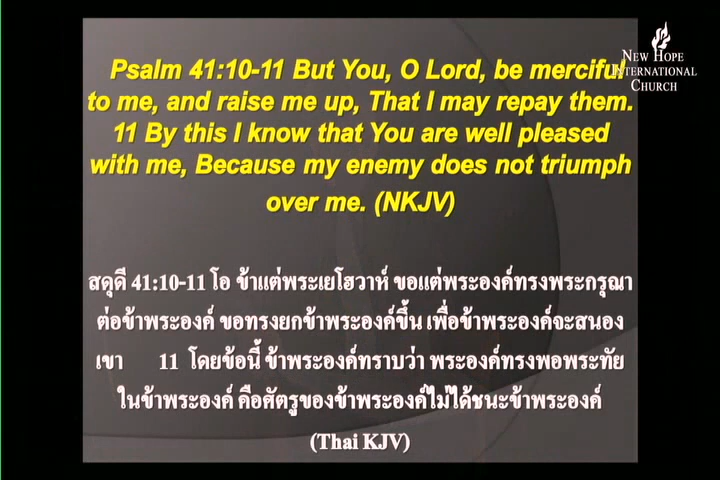 Psalm 41:10-11 But You, O Lord, be merciful
to me, and raise me up, That I may repay them.
11 By this I know that You are well pleased
with me, Because my enemy does not triumph
over me. (NKJV)
New Hope
International
Church
สดุดี 41:10-11 โอ ข้าแต่พระเยโฮวาห์ ขอแต่พระองค์ทรงพระกรุณา
ต่อข้าพระองค์ ขอทรงยกข้าพระองค์ขึ้น เพื่อข้าพระองค์จะสนอง
เขา 11 โดยข้อนี้ ข้าพระองค์ทราบว่า พระองค์ทรงพอพระทัย
ในข้าพระองค์ คือศัตรูของข้าพระองค์ไม่ได้ชนะข้าพระองค์
(Thai KJV)